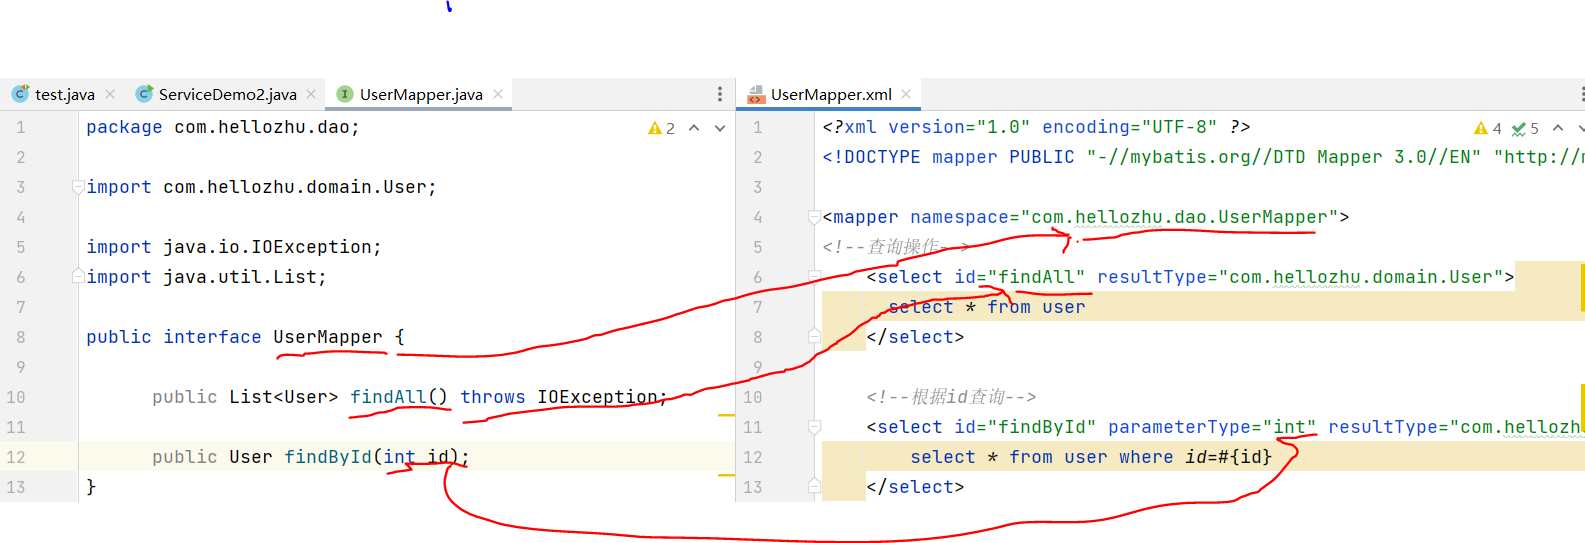 test.java
ServiceDemo2.java
UserMapper.java
1 package com.hellozhu.dao;
2
2
3 import com.hellozhu.domain.User;
4
5 import java.io.IOException;
6 import java.util.List;
7
8 public interface UserMapper {
9
10 public List<User> findAll() throws IOException;
11
12 public User findById(int id);
13 }
UserMapper.xml
4 5
1 <?xml version="1.0" encoding="UTF-8" ?>
2 <!DOCTYPE mapper PUBLIC "-//mybatis.org//DTD Mapper 3.0//EN" "http://m
3
4 <mapper namespace="com.hellozhu.dao.UserMapper">
5 <!--查询操作-->
6 <select id="findAll" resultType="com.hellozhu.domain.User">
7 select * from user
8 </select>
9
10 <!--根据id查询-->
11 <select id="findById" parameterType="int" resultType="com.hellozh
12 select * from user where id=#{id}
13 </select>